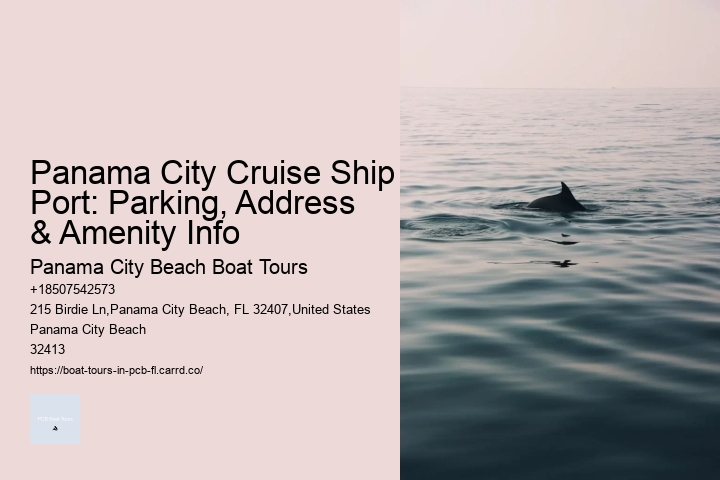 Panama City Cruise Ship
Port: Parking, Address
& Amenity Info
Panama City Beach Boat Tours
+18507542573
215 Birdie Ln,Panama City Beach, FL 32407,United States
Panama City Beach
32413
https://boat-tours-in-pcb-fl.carrd.co/